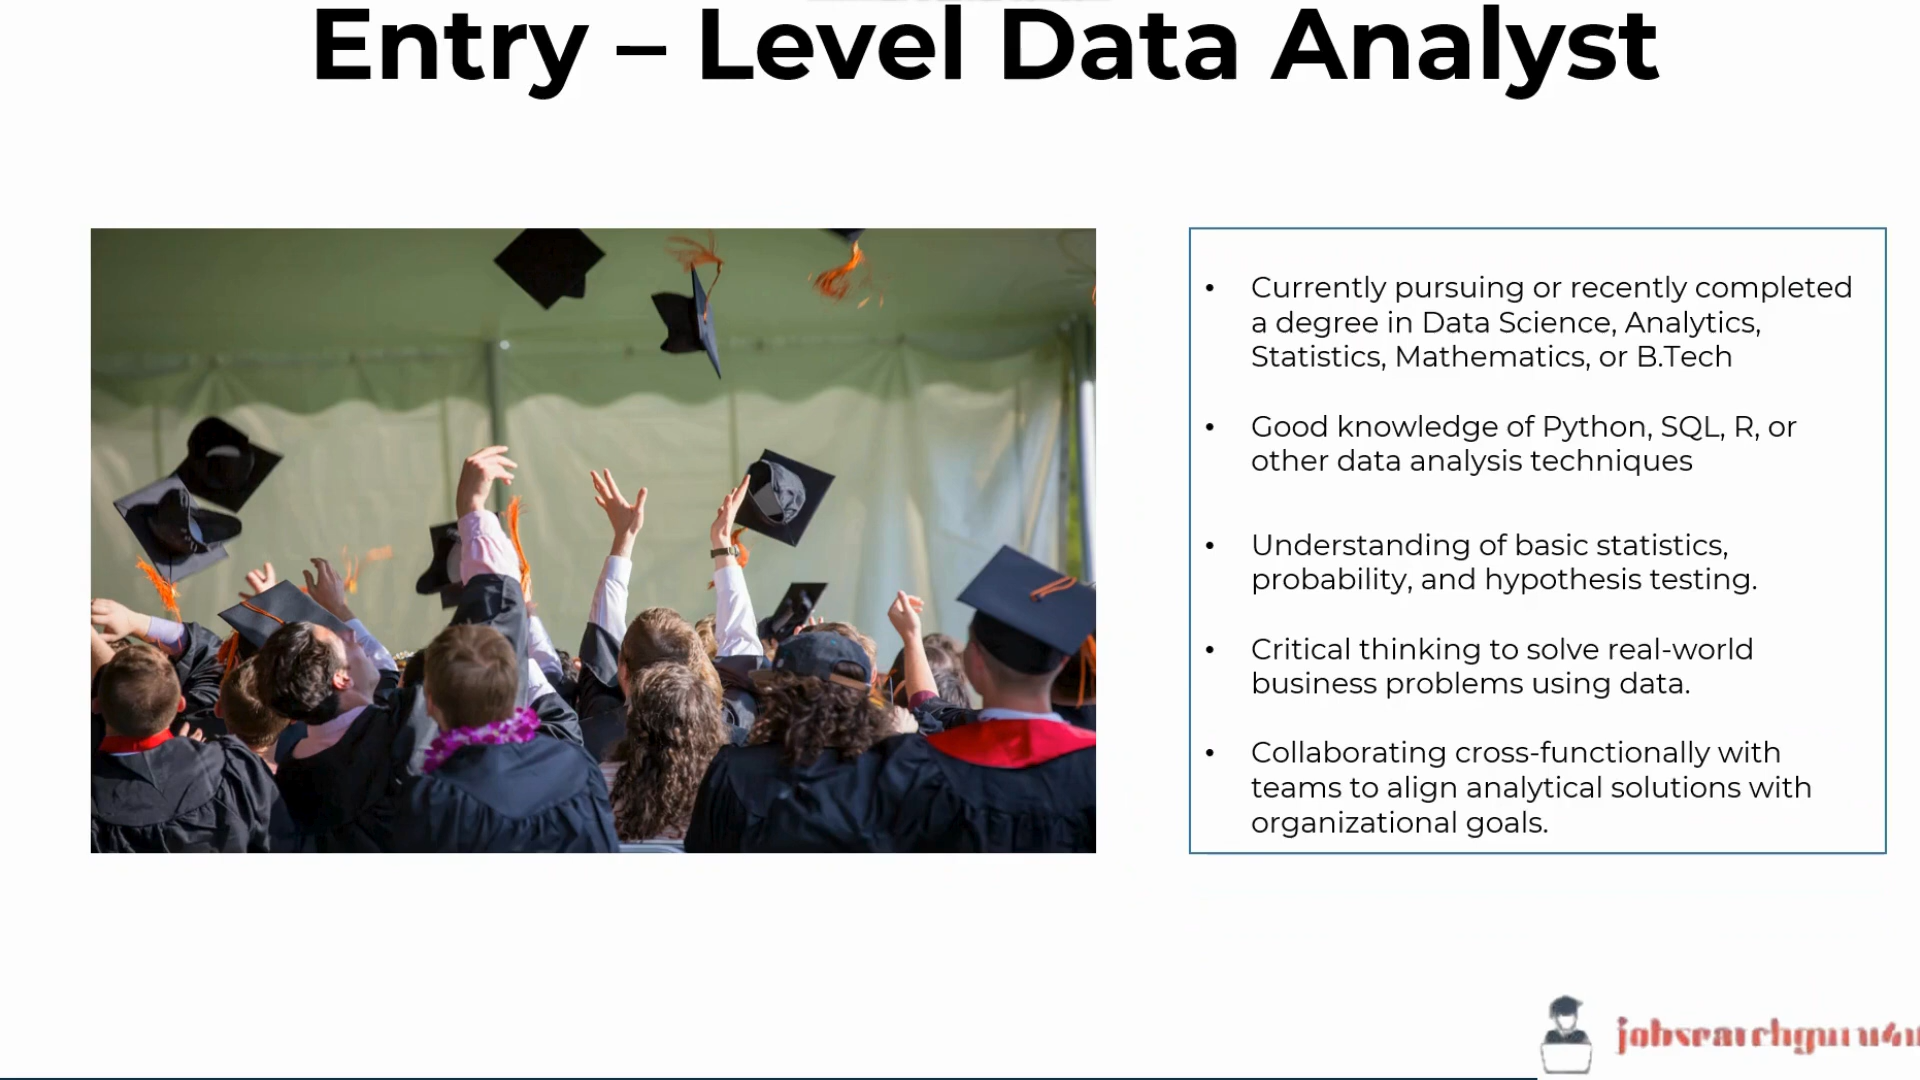 Entry – Level Data Analyst
• Currently pursuing or recently completed
a degree in Data Science, Analytics,
Statistics, Mathematics, or B.Tech
• Good knowledge of Python, SQL, R, or
other data analysis techniques
• Understanding of basic statistics,
probability, and hypothesis testing.
• Critical thinking to solve real-world
business problems using data.
• Collaborating cross-functionally with
teams to align analytical solutions with
organizational goals.